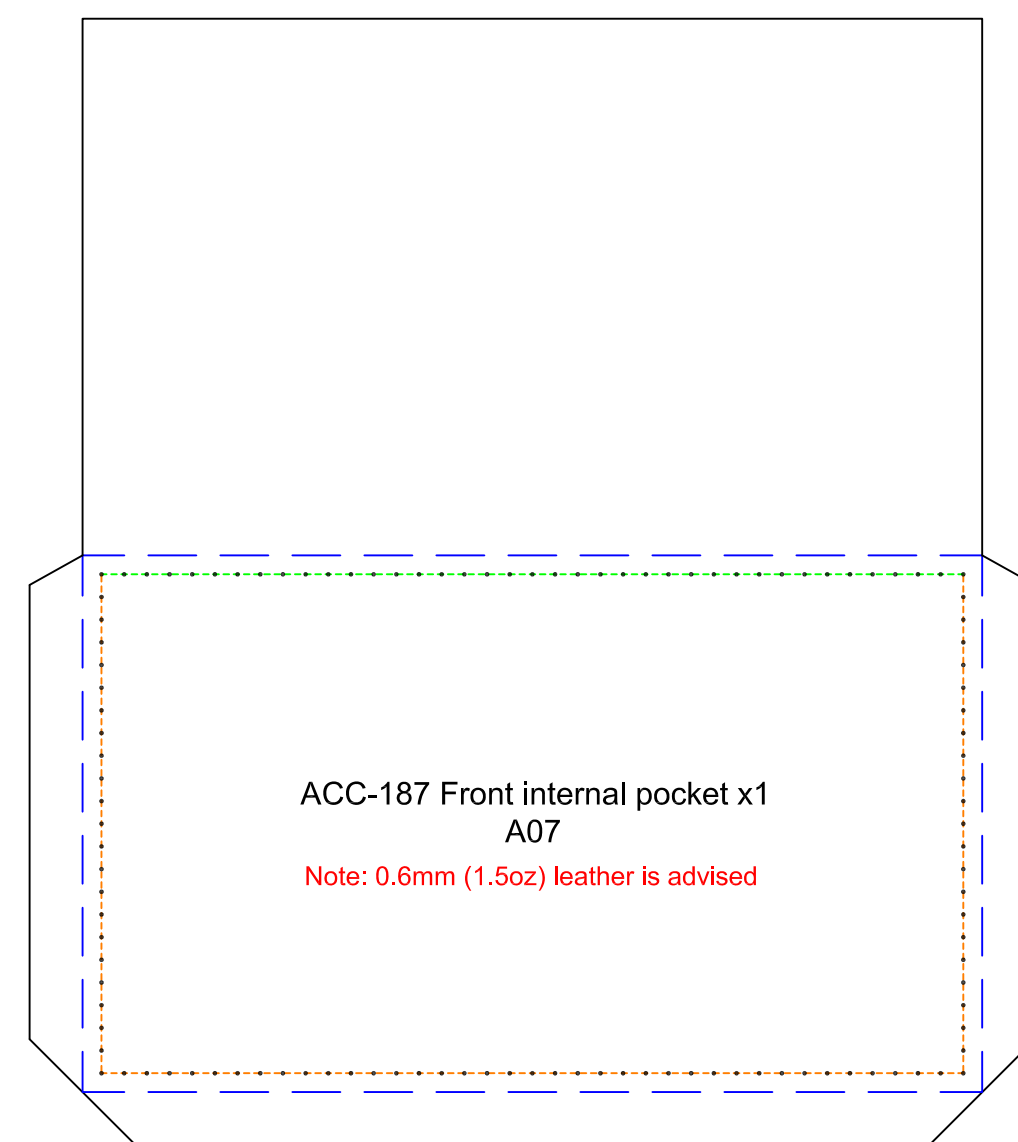 ACC-187 Front internal pocket x1
A07
Note: 0.6mm (1.5oz) leather is advised